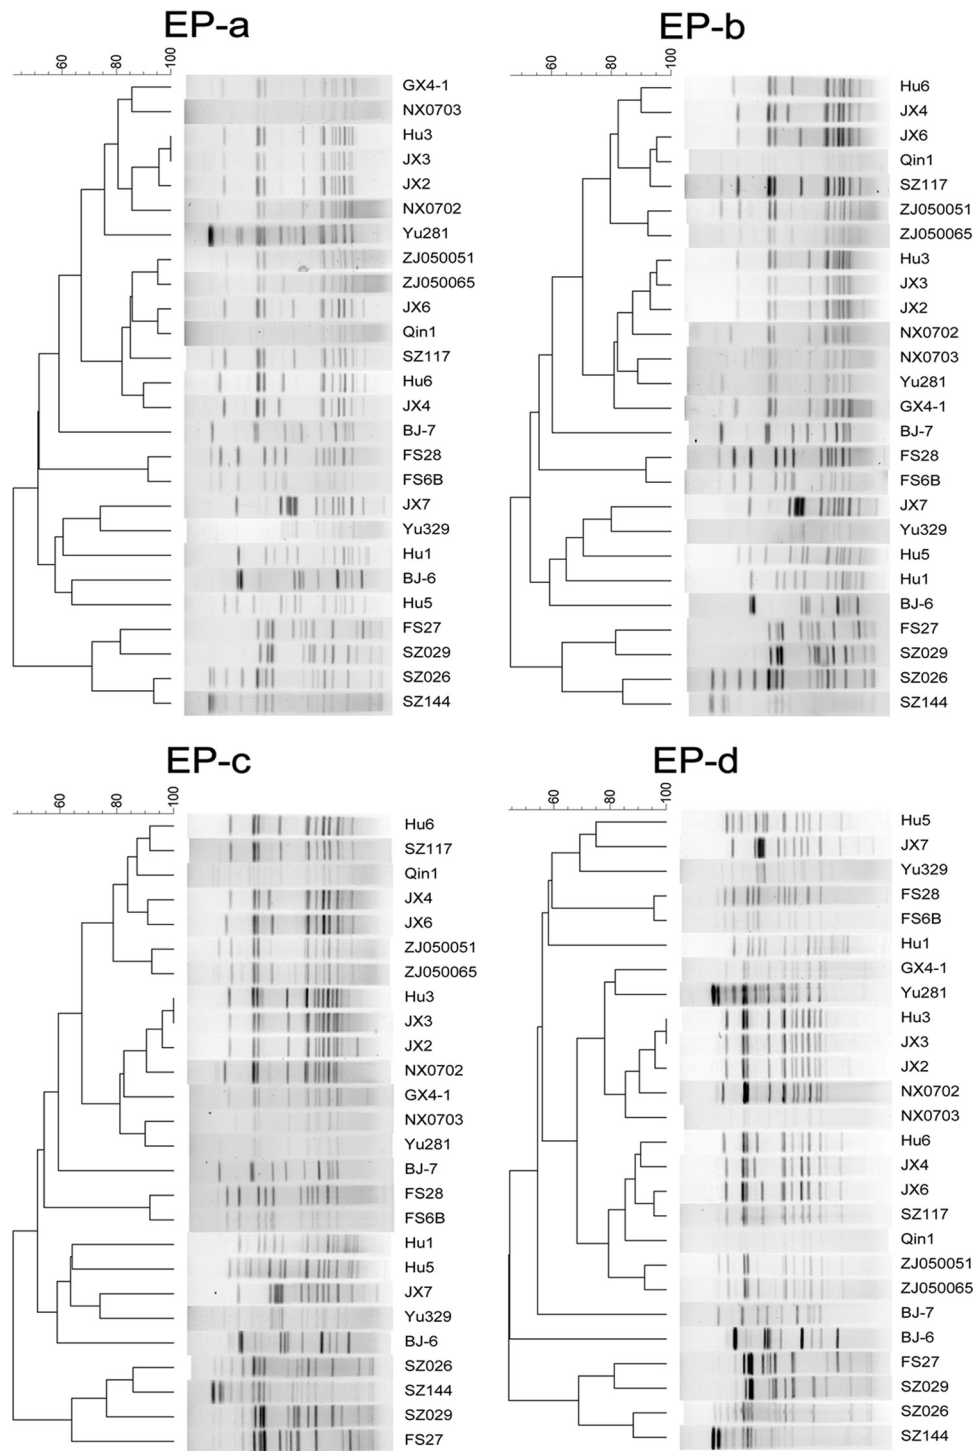 EP-a
60 80 100
GX4-1
NX0703
Hu3
JX3
JX2
NX0702
Yu281
ZJ050051
ZJ050065
JX6
Qin1
SZ117
Hu6
JX4
BJ-7
FS28
FS6B
JX7
Yu329
Hu1
BJ-6
Hu5
FS27
SZ029
SZ026
SZ144
EP-b
60 80 100
Hu6
JX4
JX6
Qin1
SZ117
ZJ050051
ZJ050065
Hu3
JX3
JX2
NX0702
NX0703
Yu281
GX4-1
BJ-7
FS28
FS6B
JX7
Yu329
Hu5
Hu1
BJ-6
FS27
SZ029
SZ026
SZ144
EP-c
60 80 100
Hu6
SZ117
Qin1
JX4
JX6
ZJ050051
ZJ050065
Hu3
JX3
JX2
NX0702
GX4-1
NX0703
Yu281
BJ-7
FS28
FS6B
Hu1
Hu5
JX7
Yu329
BJ-6
SZ026
SZ144
SZ029
FS27
EP-d
60 80 100
Hu5
JX7
Yu329
FS28
FS6B
Hu1
GX4-1
Yu281
Hu3
JX3
JX2
NX0702
NX0703
Hu6
JX4
JX6
SZ117
Qin1
ZJ050051
ZJ050065
BJ-7
BJ-6
FS27
SZ029
SZ026
SZ144